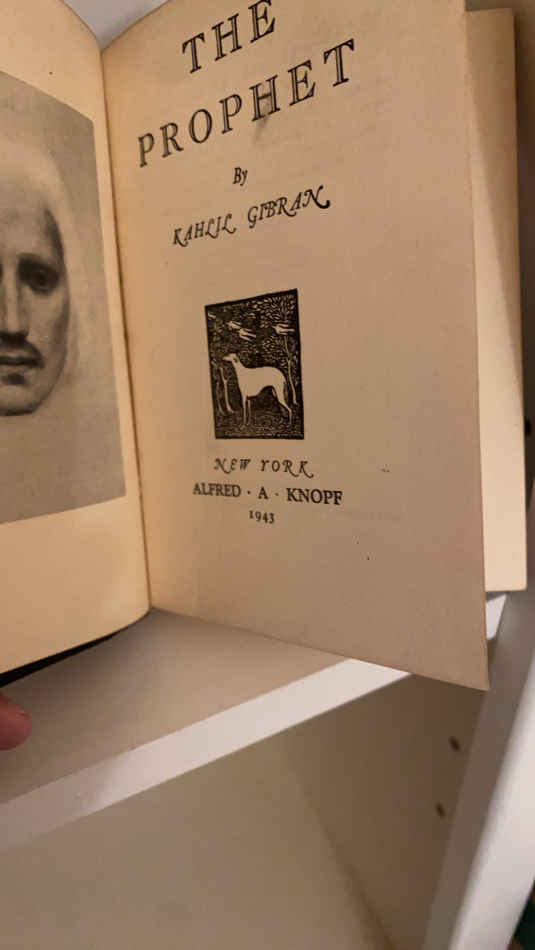 THE
PROPHET
By
KAHLIL GIBRAN
NEW YORK
ALFRED · A · KNOPF
1943